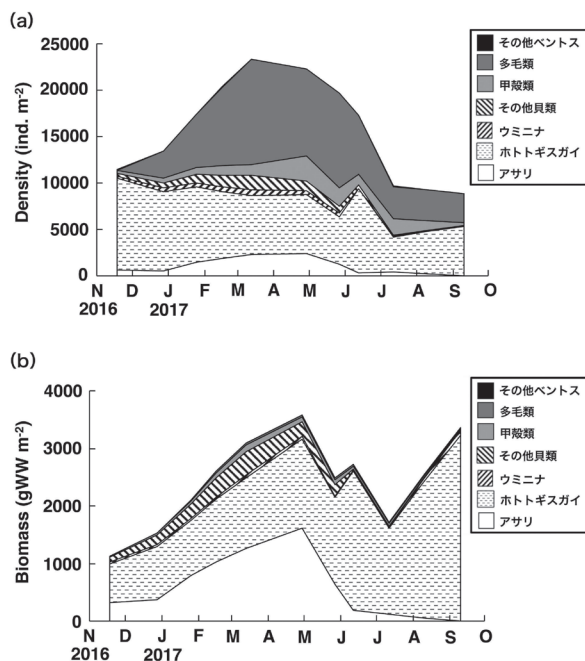 (a)
25000
20000
15000
10000
5000
0
Density (ind. m-2)
N D J F M A M J J A S O
2016 2017
その他ベントス
多毛類
甲殻類
その他貝類
ウミニナ
ホトトギスガイ
アサリ
(b)
4000
3000
2000
1000
0
Biomass (gWW m-2)
N D J F M A M J J A S O
2016 2017
その他ベントス
多毛類
甲殻類
その他貝類
ウミニナ
ホトトギスガイ
アサリ